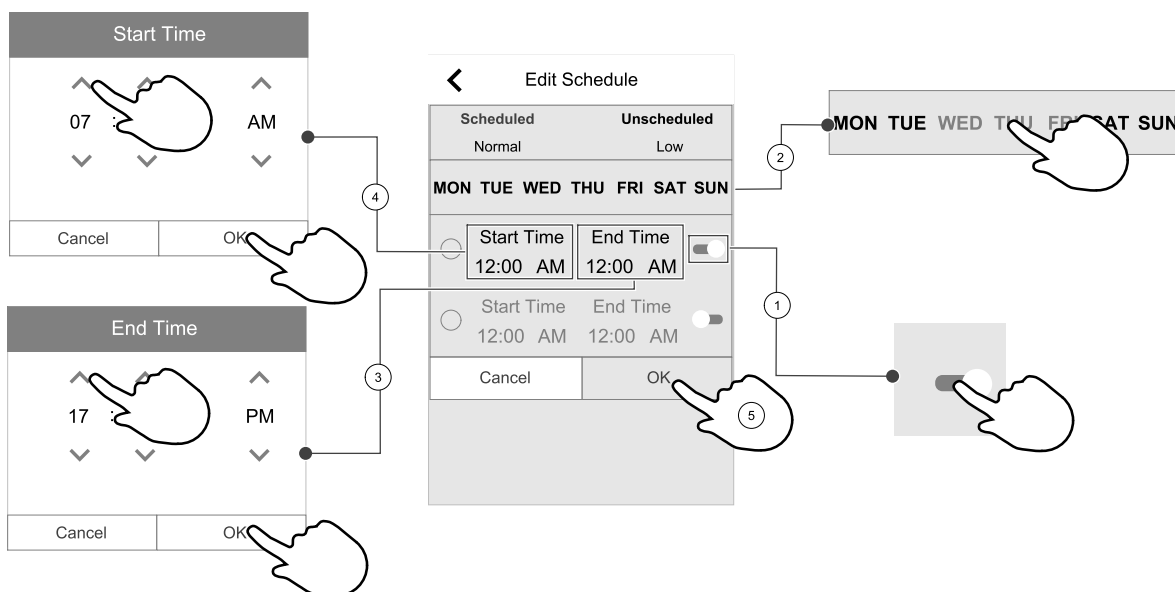 Start Time
07 : AM
Cancel OK
End Time
17 : PM
Cancel OK
Edit Schedule
Scheduled Unscheduled
Normal Low
MON TUE WED THU FRI SAT SUN
Start Time End Time
12:00 AM 12:00 AM
Start Time End Time
12:00 AM 12:00 AM
Cancel OK
4
3
2
1
5
MON TUE WED THU FRI SAT SUN